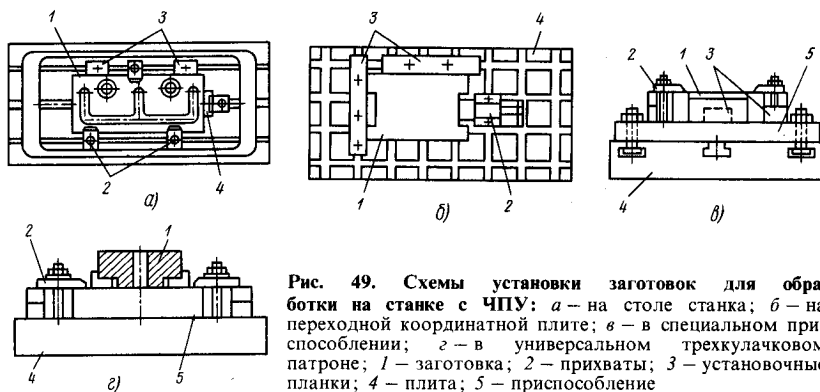 1 3
2 4
а)
3 4
1 2
б)
2 1 3 5
4
в)
2 1
4 5
г)
Рис. 49. Схемы установки заготовок для обра-
ботки на станке с ЧПУ: а – на столе станка; б – на
переходной координатной плите; в – в специальном при-
способлении; г – в универсальном трехкулачковом
патроне; 1 – заготовка; 2 – прихваты; 3 – установочные
планки; 4 – плита; 5 – приспособление